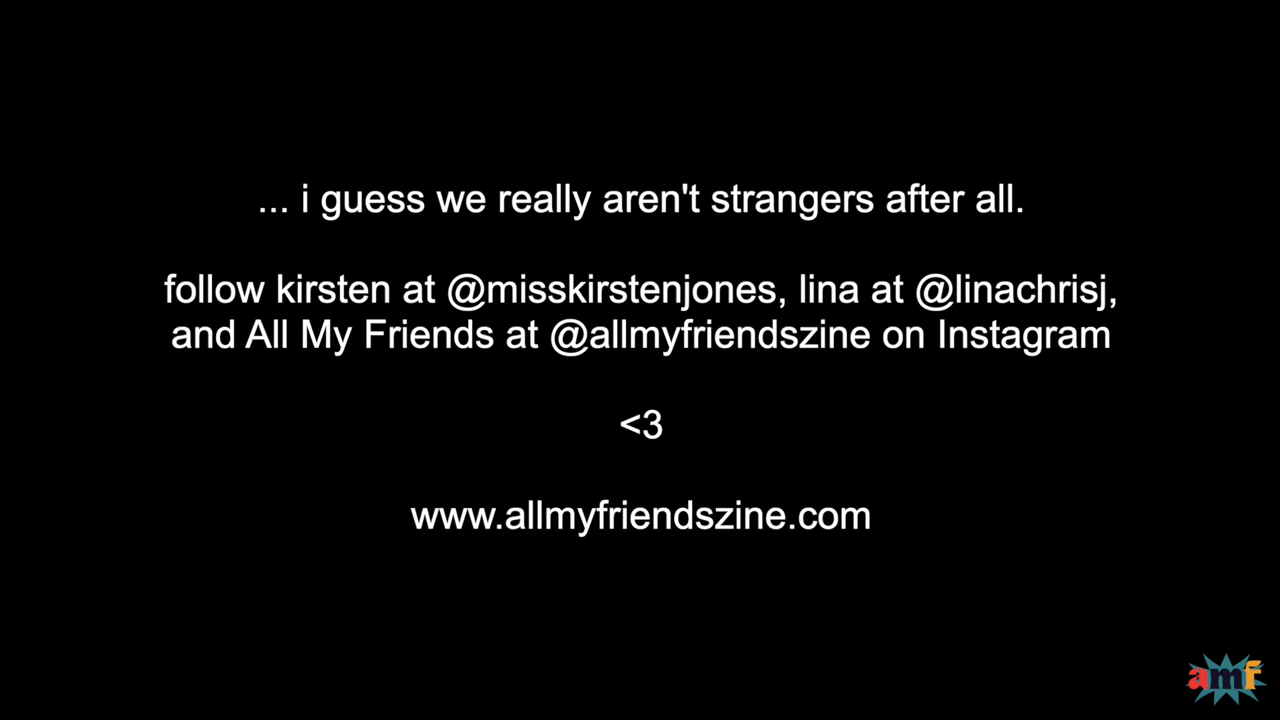 ... i guess we really aren't strangers after all.
follow kirsten at @misskirstenjones, lina at @linachrisj,
and All My Friends at @allmyfriendszine on Instagram
<3
www.allmyfriendszine.com
amf